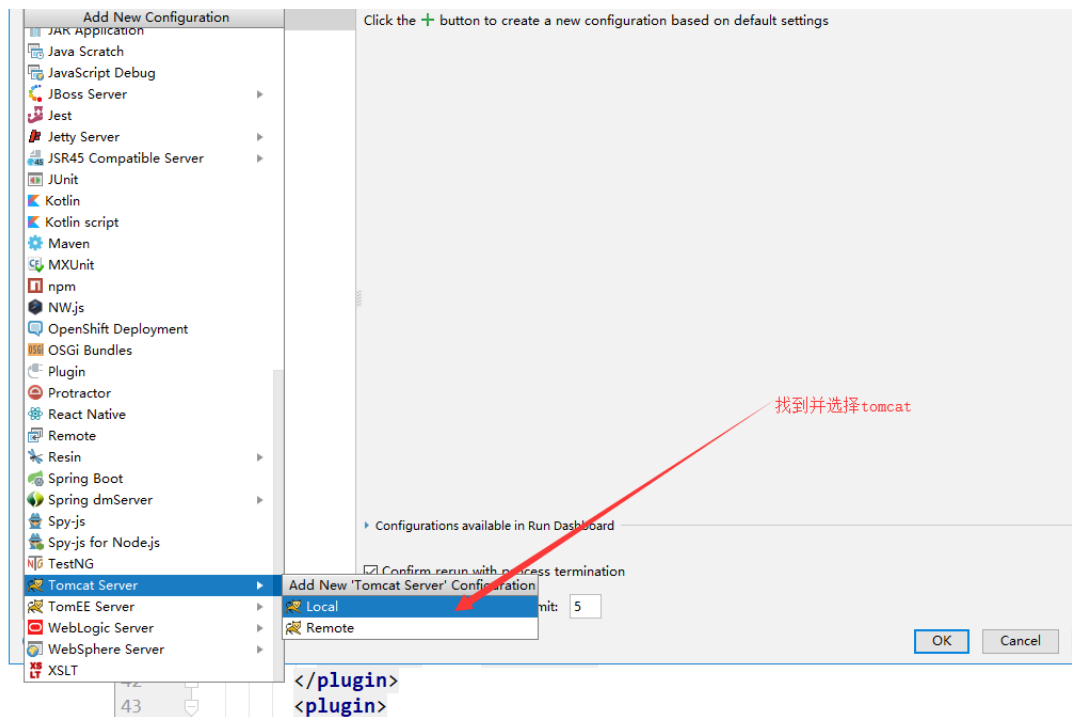 Add New Configuration
Click the + button to create a new configuration based on default settings
JAR Application
Java Scratch
JavaScript Debug
JBoss Server
Jest
Jetty Server
JSR45 Compatible Server
JUnit
Kotlin
Kotlin script
Maven
MXUnit
npm
NW.js
OpenShift Deployment
OSGi Bundles
Plugin
Protractor
React Native
找到并选择tomcat
Remote
Resin
Spring Boot
Spring dmServer
Spy-js
Configurations available in Run Dashboard
Spy-js for Node.js
TestNG
Confirm rerun with process termination
Tomcat Server
Add New 'Tomcat Server' Configuration
TomEE Server
Local
mit: 5
WebLogic Server
Remote
OK
Cancel
WebSphere Server
XSLT
</plugin>
43
<plugin>